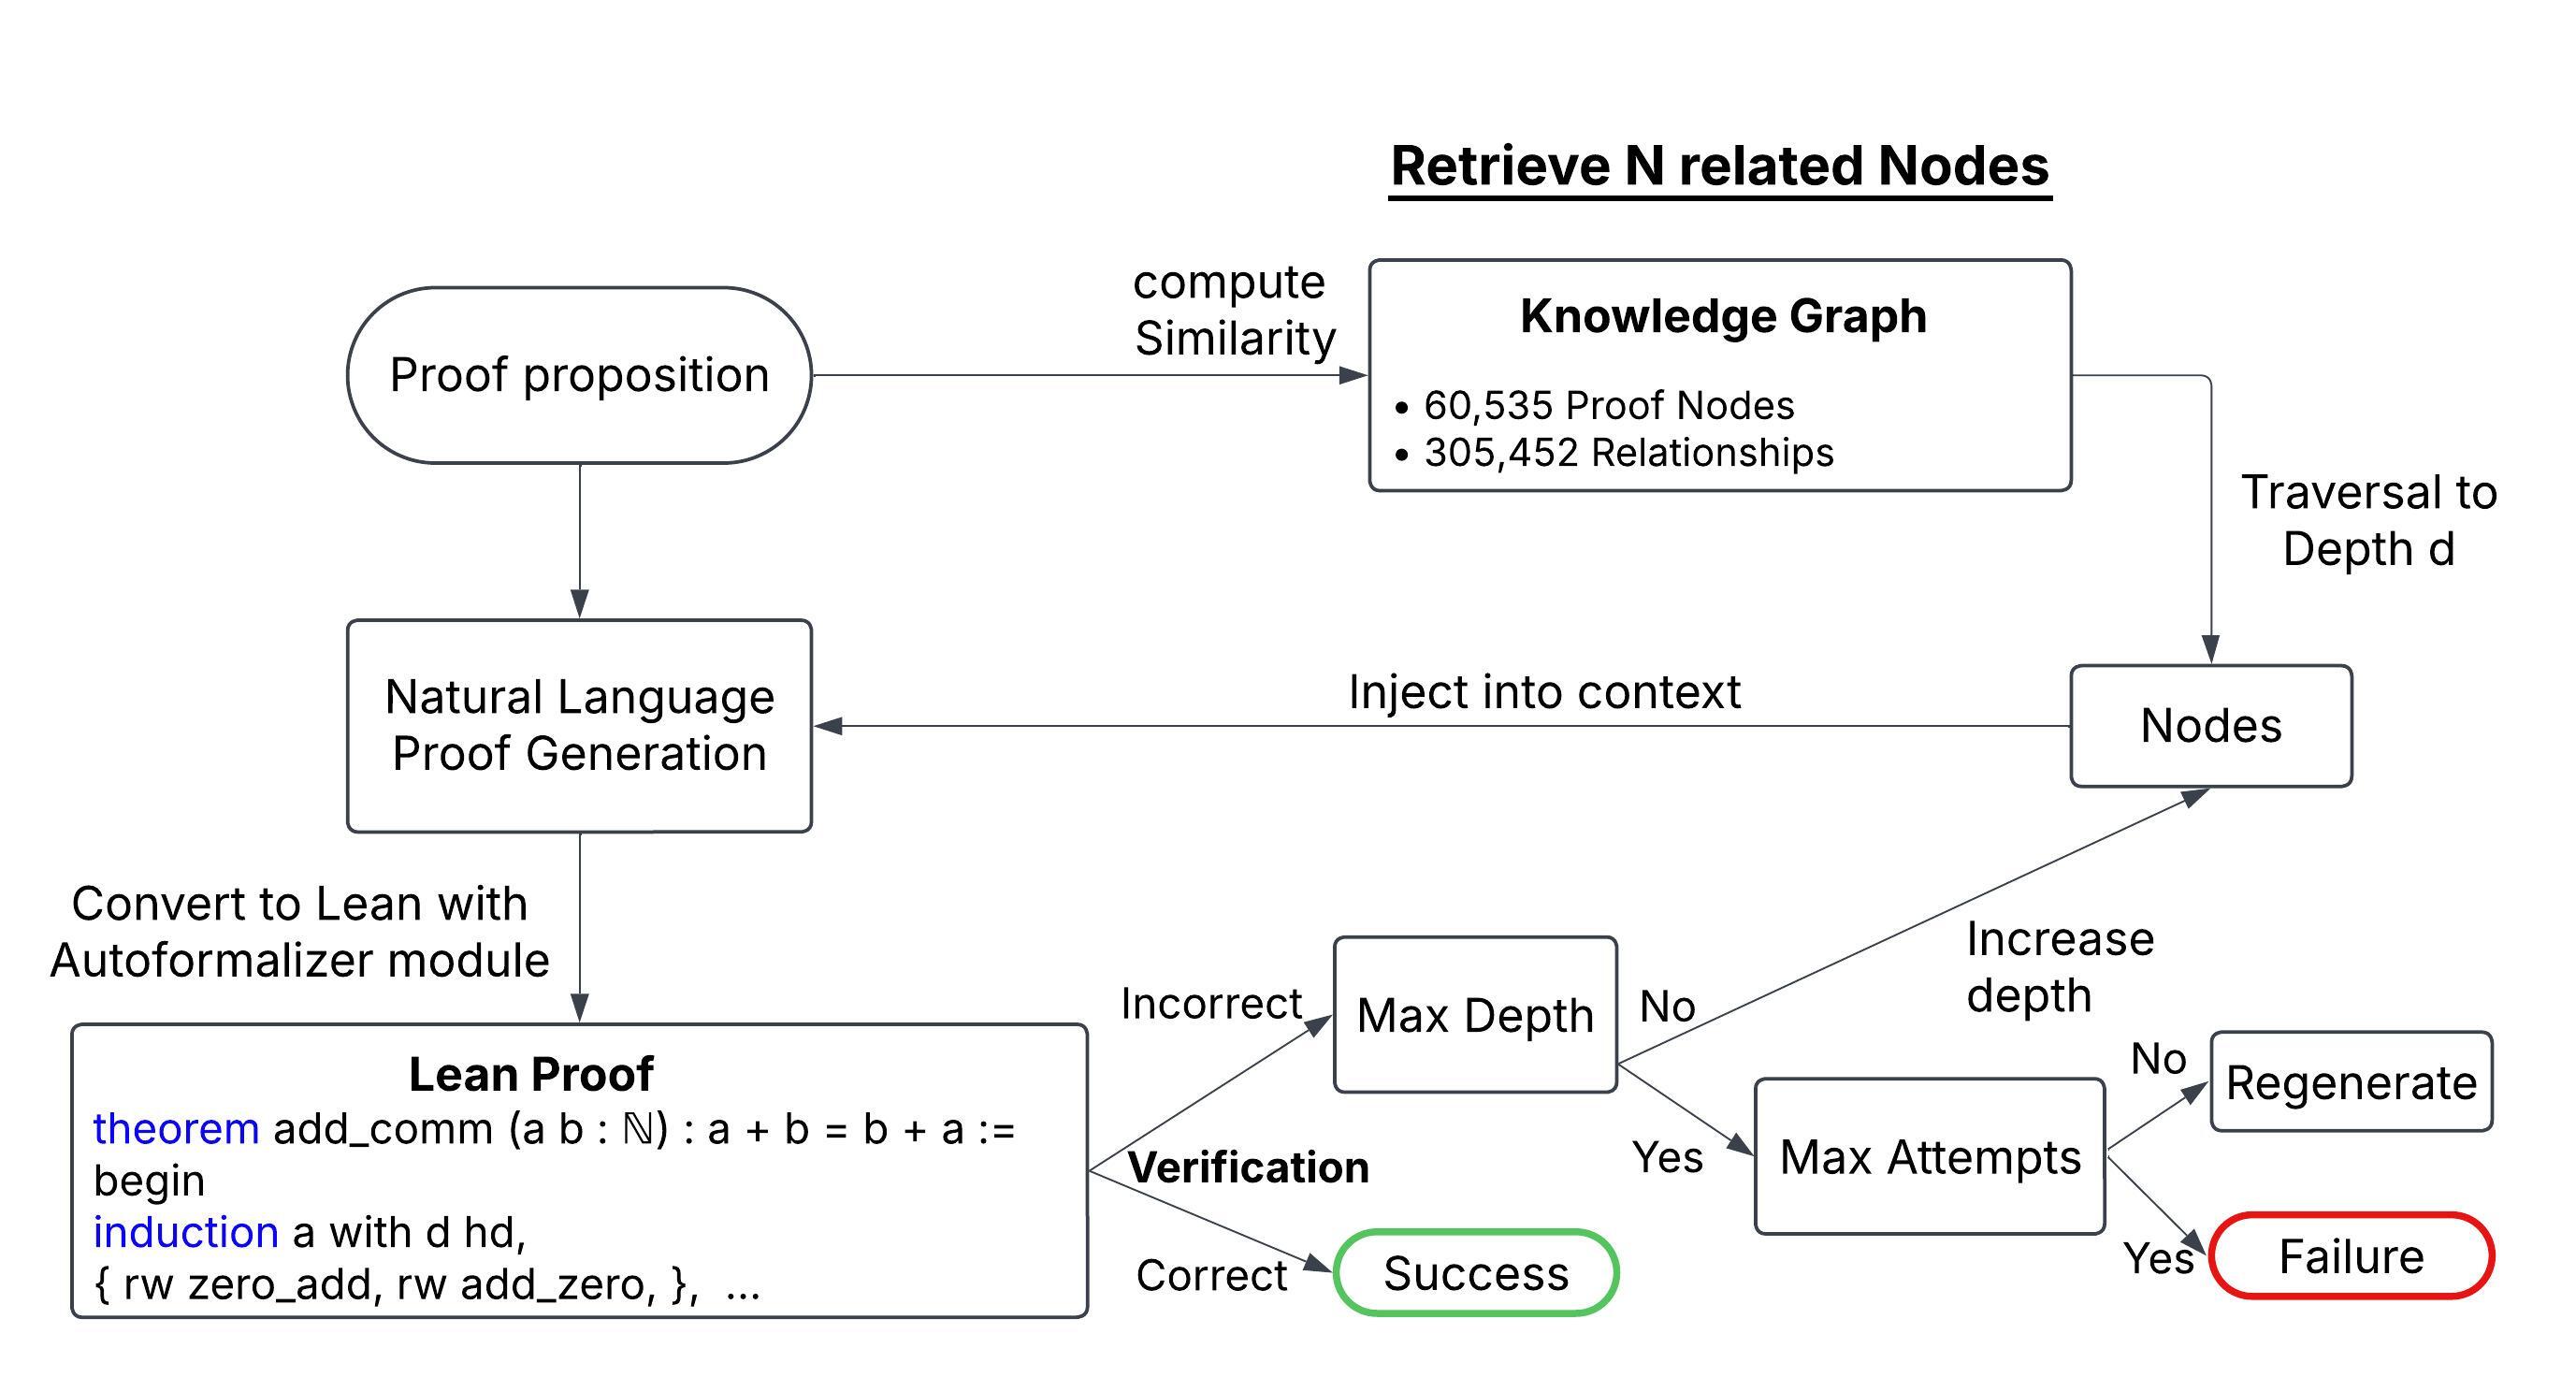 Retrieve N related Nodes
compute
Similarity
Knowledge Graph
• 60,535 Proof Nodes
• 305,452 Relationships
Proof proposition
Traversal to
Depth d
Natural Language
Proof Generation
Inject into context
Nodes
Convert to Lean with
Autoformalizer module
Increase
depth
Incorrect
Max Depth
No
Lean Proof
theorem add_comm (a b : ℕ) : a + b = b + a :=
begin
induction a with d hd,
{ rw zero_add, rw add_zero, }, ...
Verification
Yes
Max Attempts
No
Regenerate
Correct
Success
Yes
Failure